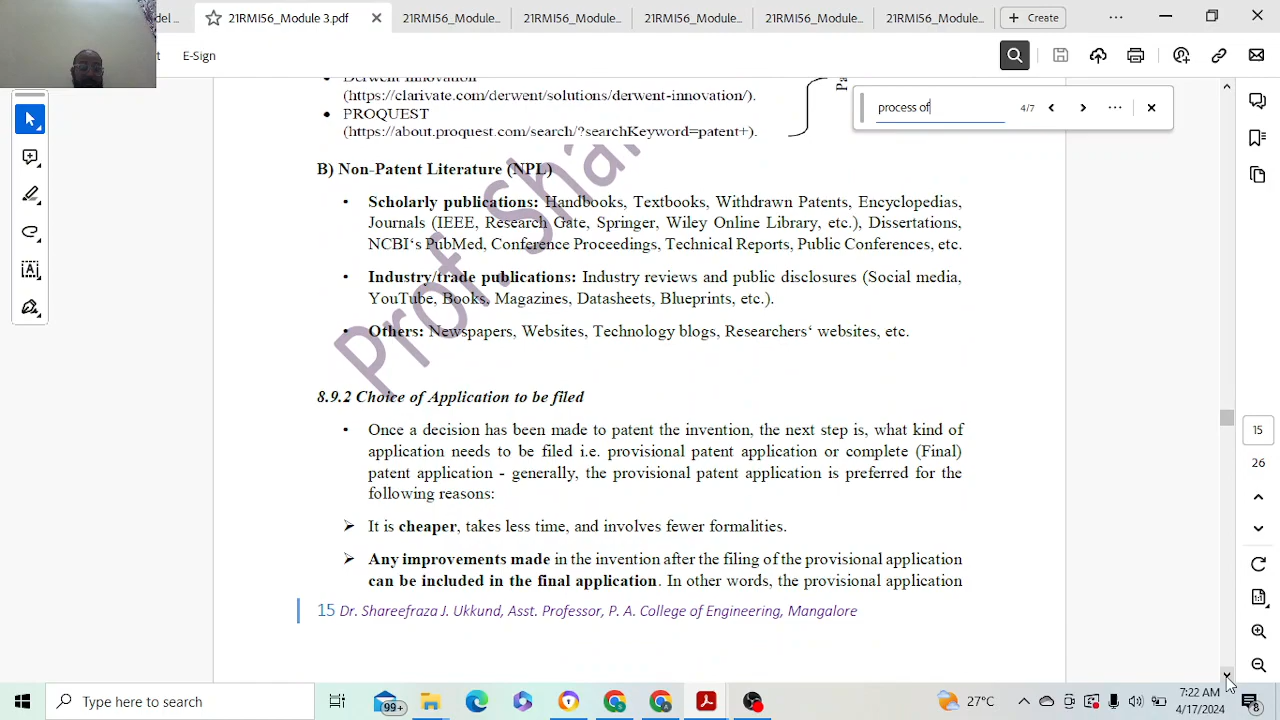 del
21RMI56_Module 3.pdf
21RMI56_Module...
21RMI56_Module...
21RMI56_Module...
21RMI56_Module...
21RMI56_Module...
Create
t E-Sign
process of 4/7
Derwent Innovation
(https://clarivate.com/derwent/solutions/derwent-innovation/).
• PROQUEST
(https://about.proquest.com/search/?searchKeyword=patent+).
Pa
B) Non-Patent Literature (NPL)
• Scholarly publications: Handbooks, Textbooks, Withdrawn Patents, Encyclopedias,
Journals (IEEE, Research Gate, Springer, Wiley Online Library, etc.), Dissertations,
NCBI‘s PubMed, Conference Proceedings, Technical Reports, Public Conferences, etc.
• Industry/trade publications: Industry reviews and public disclosures (Social media,
YouTube, Books, Magazines, Datasheets, Blueprints, etc.).
• Others: Newspapers, Websites, Technology blogs, Researchers‘ websites, etc.
Prof. Sha
8.9.2 Choice of Application to be filed
• Once a decision has been made to patent the invention, the next step is, what kind of
application needs to be filed i.e. provisional patent application or complete (Final)
patent application - generally, the provisional patent application is preferred for the
following reasons:
➢ It is cheaper, takes less time, and involves fewer formalities.
➢ Any improvements made in the invention after the filing of the provisional application
can be included in the final application. In other words, the provisional application
15 Dr. Shareefraza J. Ukkund, Asst. Professor, P. A. College of Engineering, Mangalore
15
26
Type here to search
99+
27°C
7:22 AM
4/17/2024
8